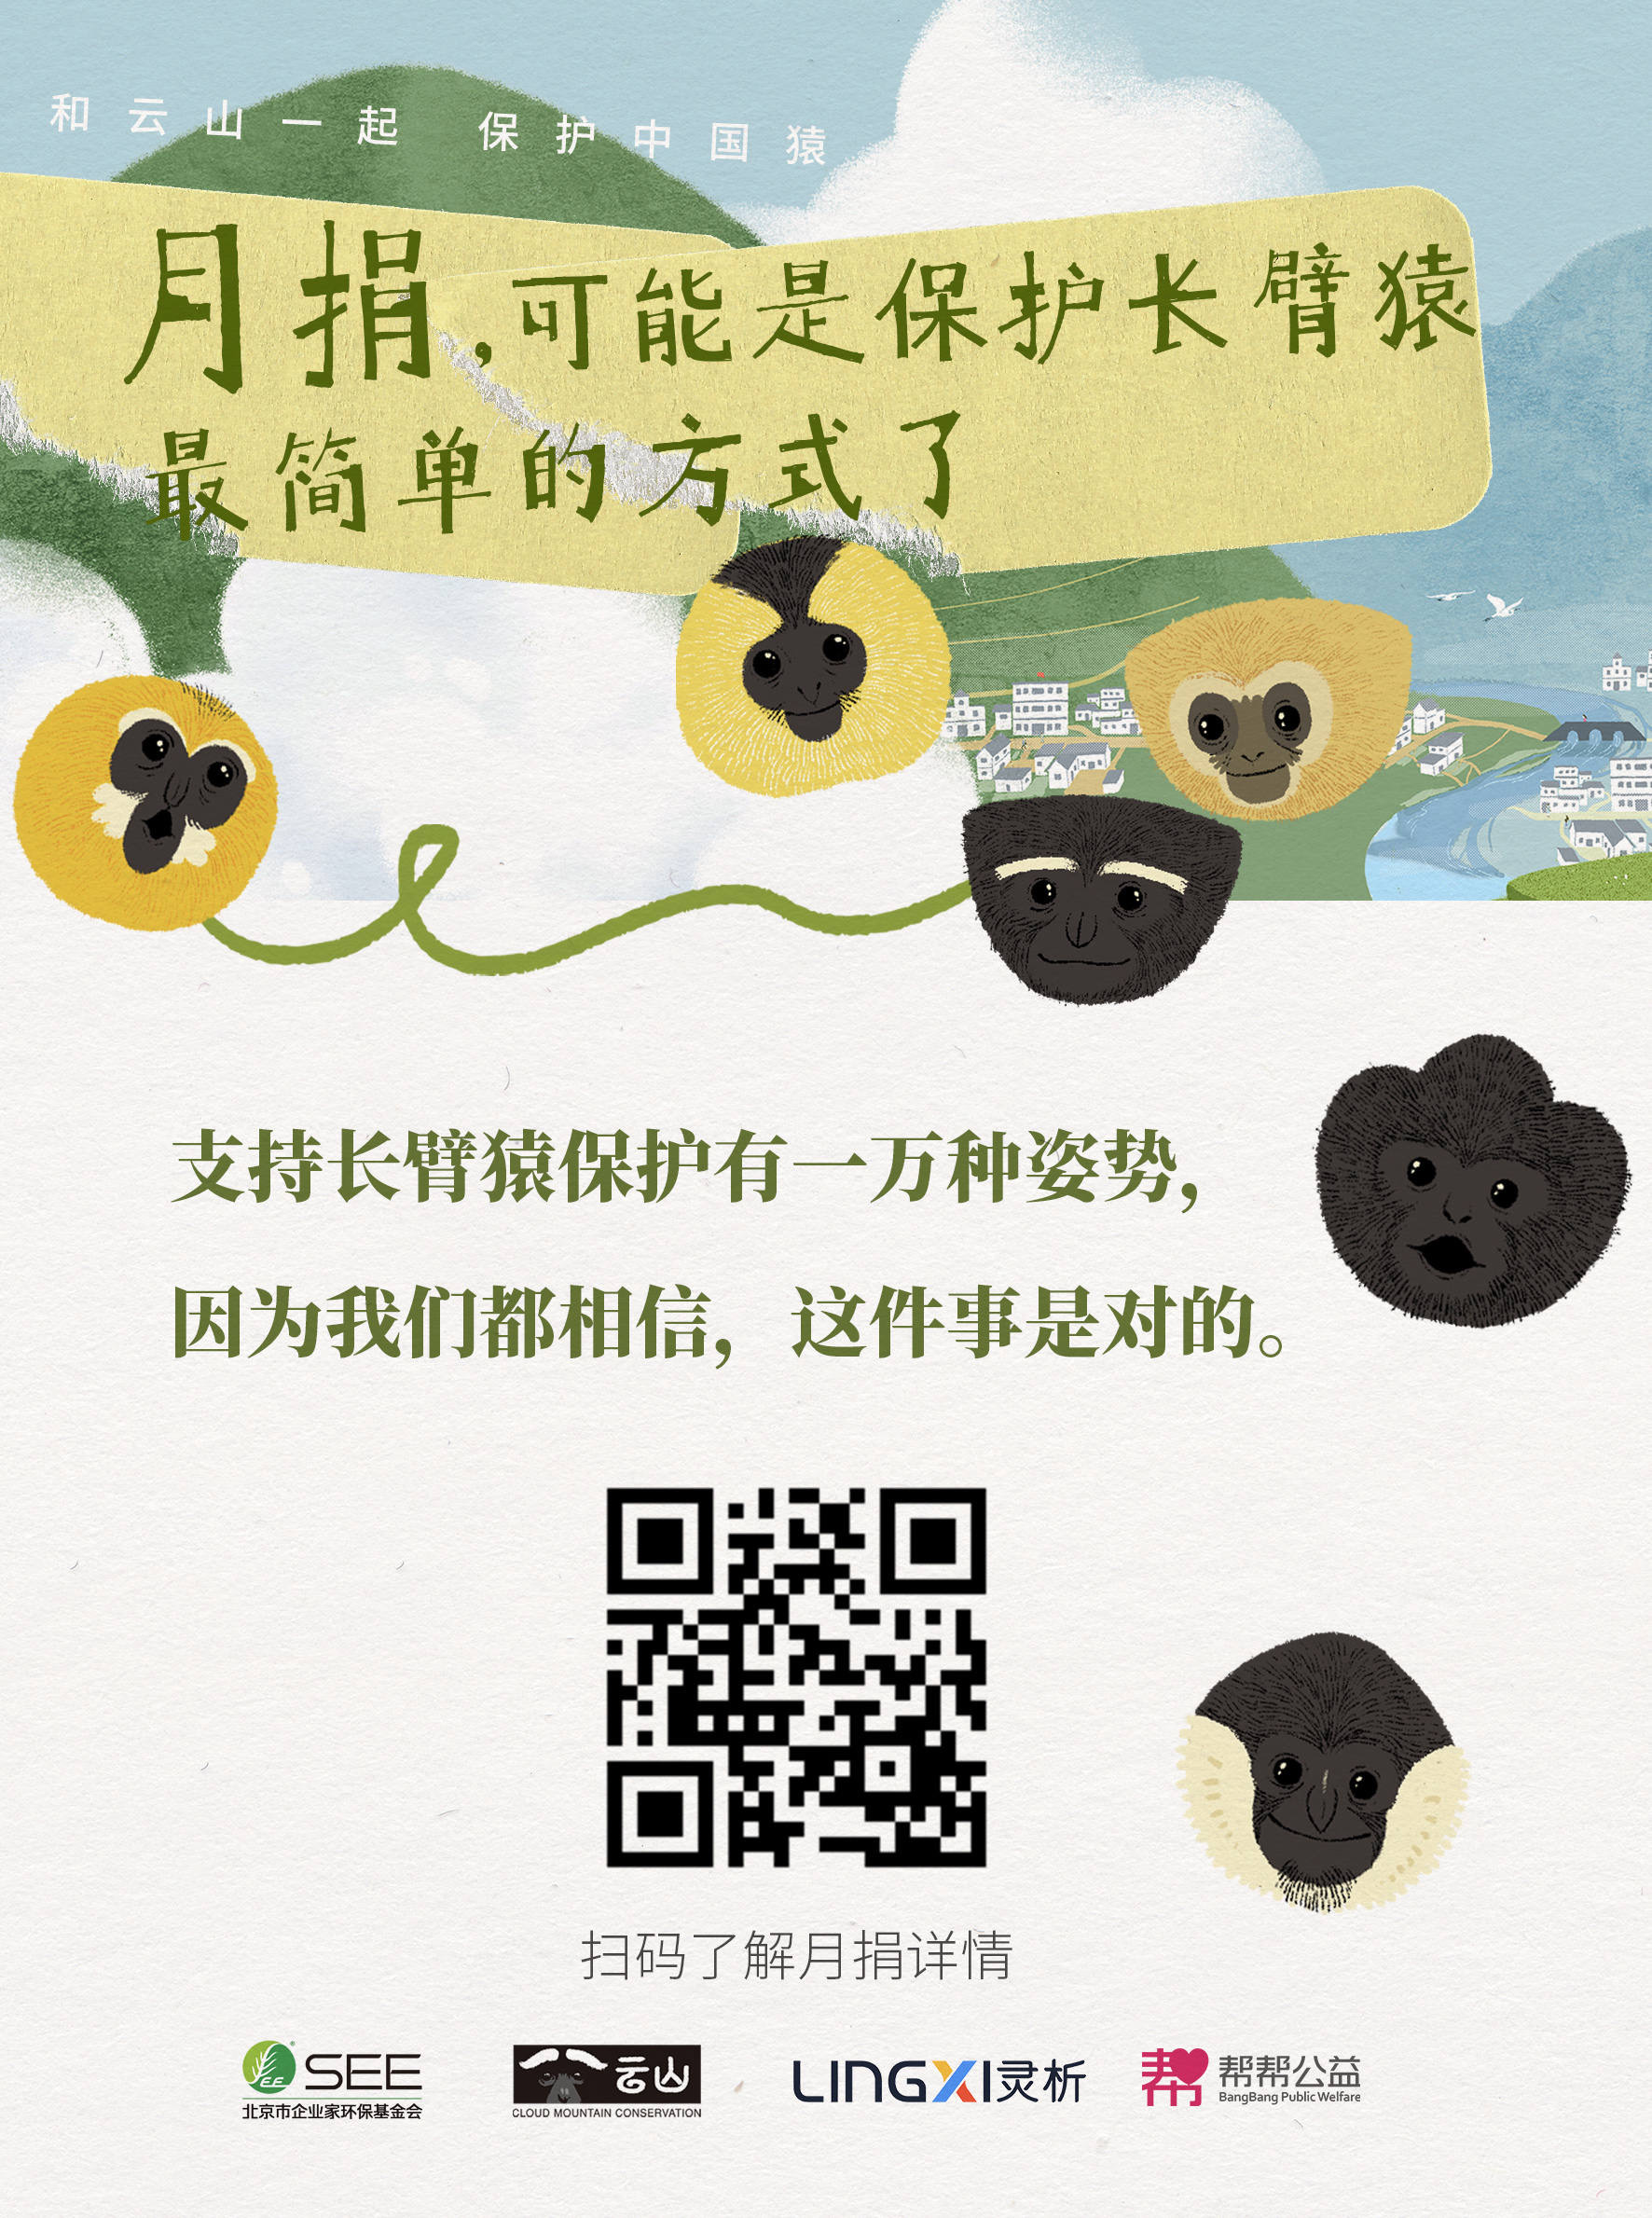 和云山一起 保护中国猿
月捐,可能是保护长臂猿
最简单的方式了
支持长臂猿保护有一万种姿势，
因为我们都相信，这件事是对的。
扫码了解月捐详情
SEE
北京市企业家环保基金会
云山
CLOUD MOUNTAIN CONSERVATION
LINGXI灵析
帮帮公益
BangBang Public Welfare